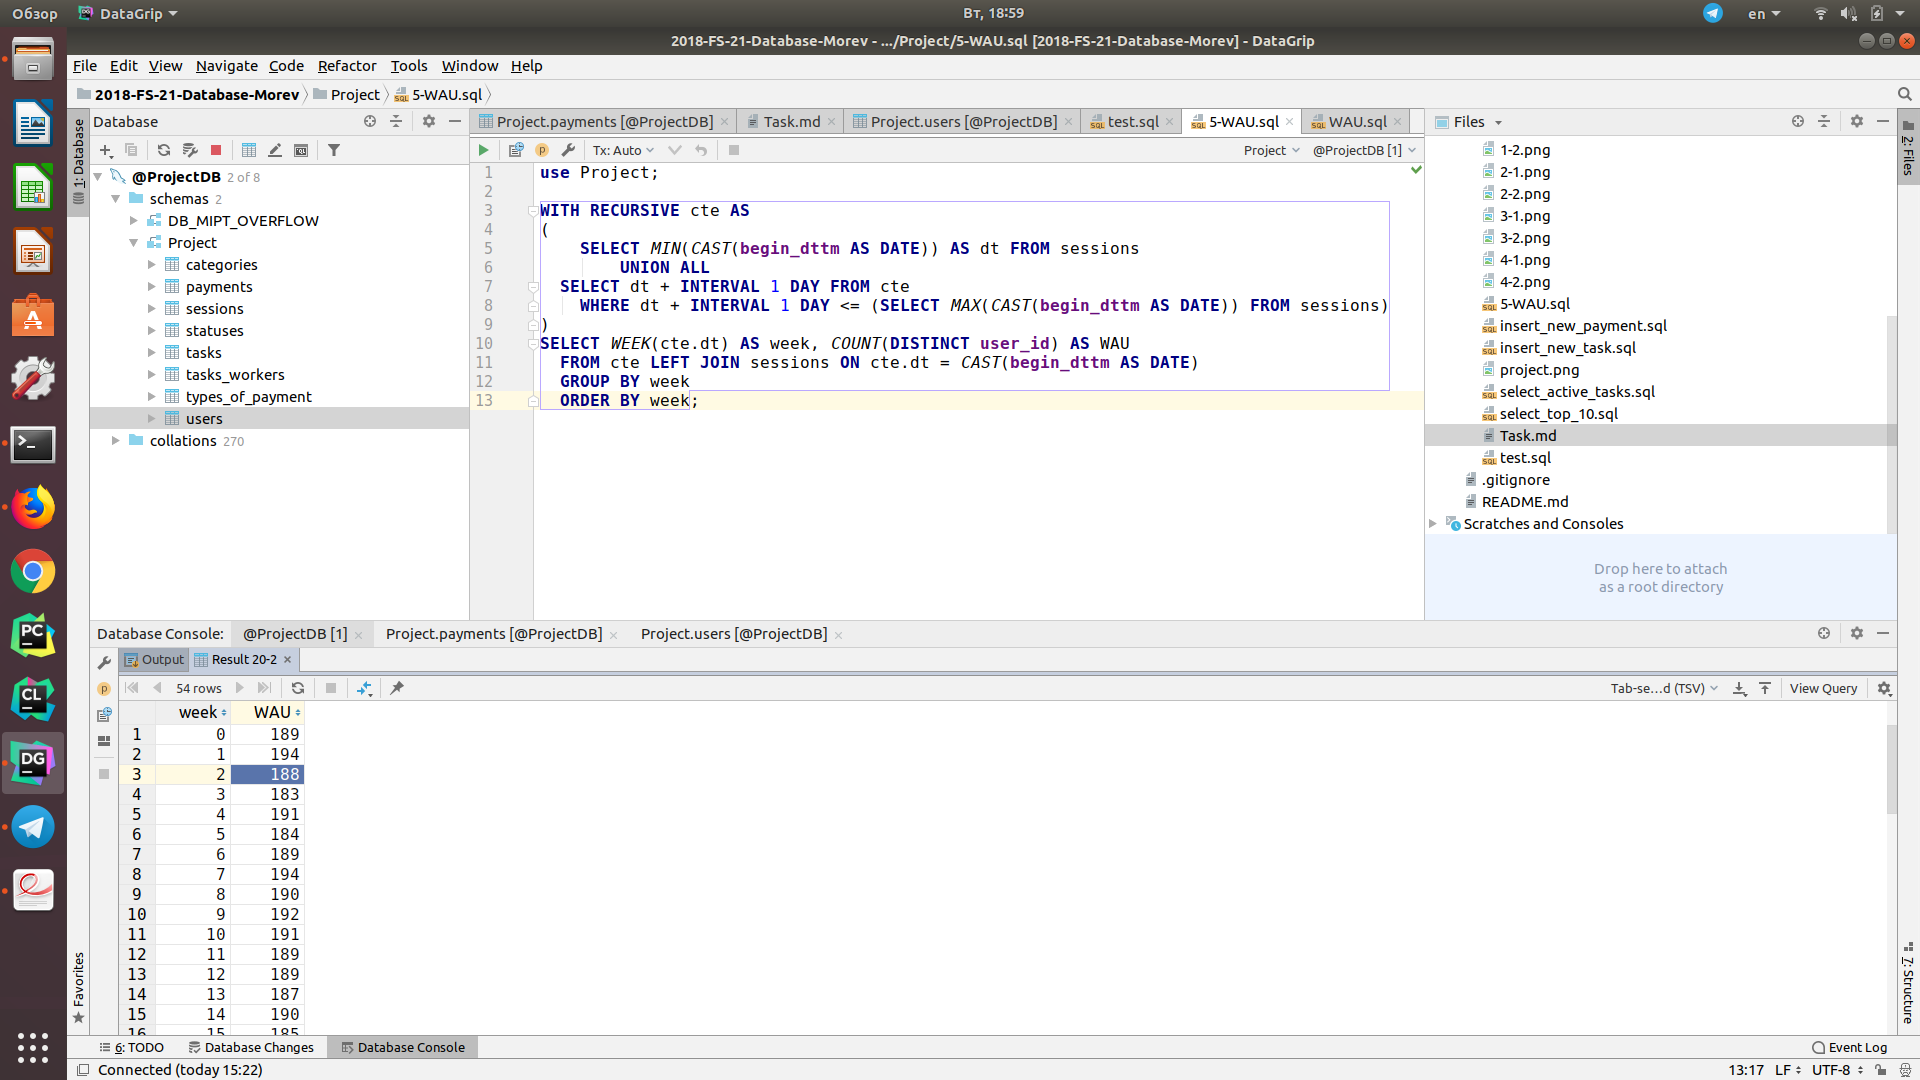 Обзор DataGrip Вт, 18:59 en
2018-FS-21-Database-Morev - .../Project/5-WAU.sql [2018-FS-21-Database-Morev] - DataGrip
File Edit View Navigate Code Refactor Tools Window Help
2018-FS-21-Database-Morev Project 5-WAU.sql
1: Database
Database
@ProjectDB 2 of 8
schemas 2
DB_MIPT_OVERFLOW
Project
categories
payments
sessions
statuses
tasks
tasks_workers
types_of_payment
users
collations 270
Project.payments [@ProjectDB] Task.md Project.users [@ProjectDB] test.sql 5-WAU.sql WAU.sql
Tx: Auto Project @ProjectDB [1]
1 use Project;
2
3 WITH RECURSIVE cte AS
4 (
5 SELECT MIN(CAST(begin_dttm AS DATE)) AS dt FROM sessions
6 UNION ALL
7 SELECT dt + INTERVAL 1 DAY FROM cte
8 WHERE dt + INTERVAL 1 DAY <= (SELECT MAX(CAST(begin_dttm AS DATE)) FROM sessions)
9 )
10 SELECT WEEK(cte.dt) AS week, COUNT(DISTINCT user_id) AS WAU
11 FROM cte LEFT JOIN sessions ON cte.dt = CAST(begin_dttm AS DATE)
12 GROUP BY week
13 ORDER BY week;
Files
1-2.png
2-1.png
2-2.png
3-1.png
3-2.png
4-1.png
4-2.png
5-WAU.sql
insert_new_payment.sql
insert_new_task.sql
project.png
select_active_tasks.sql
select_top_10.sql
Task.md
test.sql
.gitignore
README.md
Scratches and Consoles
Drop here to attach
as a root directory
2: Files
Database Console: @ProjectDB [1] Project.payments [@ProjectDB] Project.users [@ProjectDB]
Output Result 20-2
54 rows Tab-se...d (TSV) View Query
week WAU
1 0 189
2 1 194
3 2 188
4 3 183
5 4 191
6 5 184
7 6 189
8 7 194
9 8 190
10 9 192
11 10 191
12 11 189
13 12 189
14 13 187
15 14 190
16 15 185
Favorites
7: Structure
6: TODO Database Changes Database Console Event Log
Connected (today 15:22) 13:17 LF UTF-8
PC
CL
DG